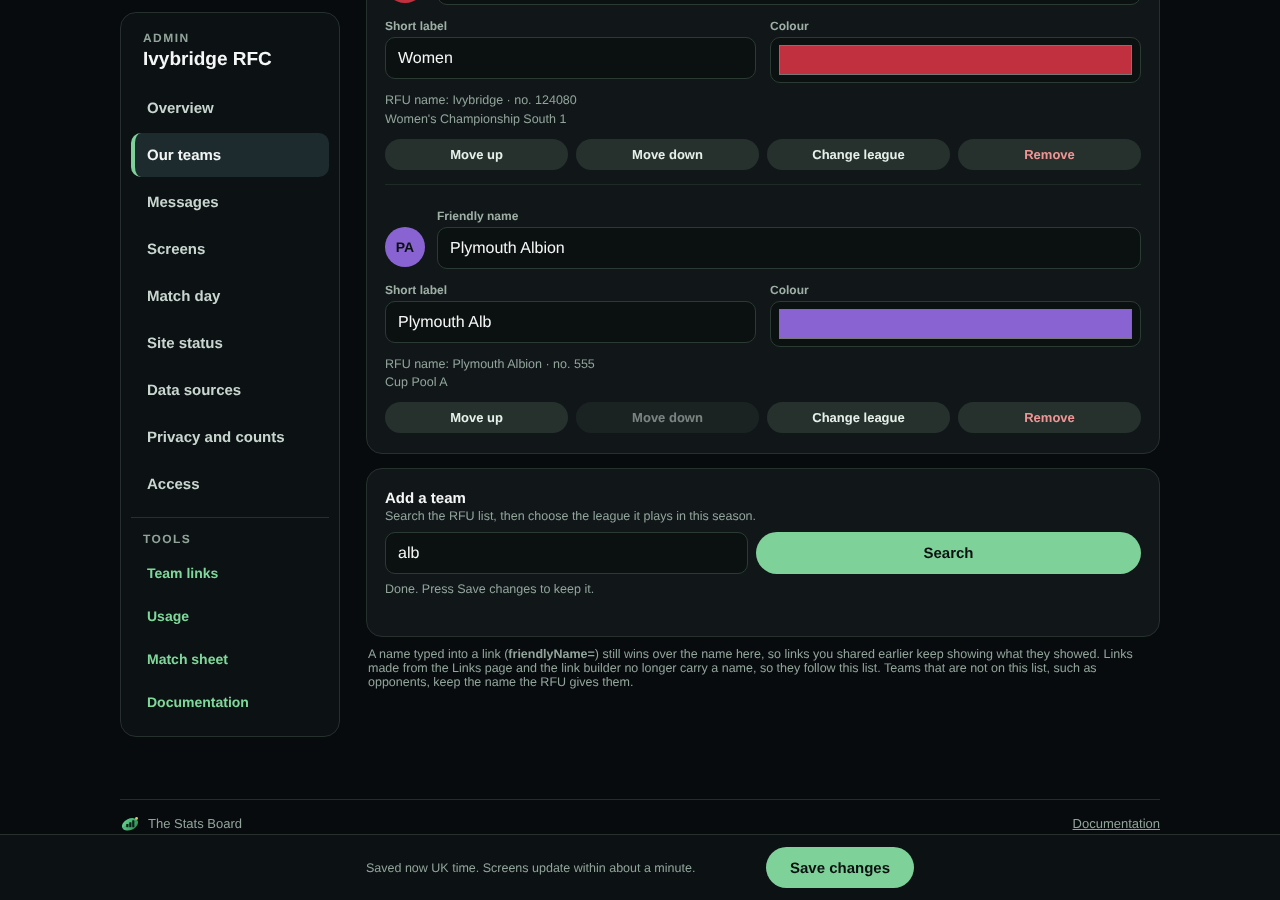 ADMIN
Ivybridge RFC
Overview
Our teams
Messages
Screens
Match day
Site status
Data sources
Privacy and counts
Access
TOOLS
Team links
Usage
Match sheet
Documentation
Short label
Colour
Women
RFU name: Ivybridge · no. 124080
Women's Championship South 1
Move up
Move down
Change league
Remove
Friendly name
PA
Plymouth Albion
Short label
Colour
Plymouth Alb
RFU name: Plymouth Albion · no. 555
Cup Pool A
Move up
Move down
Change league
Remove
Add a team
Search the RFU list, then choose the league it plays in this season.
alb
Search
Done. Press Save changes to keep it.
A name typed into a link (friendlyName=) still wins over the name here, so links you shared earlier keep showing what they showed. Links
made from the Links page and the link builder no longer carry a name, so they follow this list. Teams that are not on this list, such as
opponents, keep the name the RFU gives them.
The Stats Board
Documentation
Saved now UK time. Screens update within about a minute.
Save changes